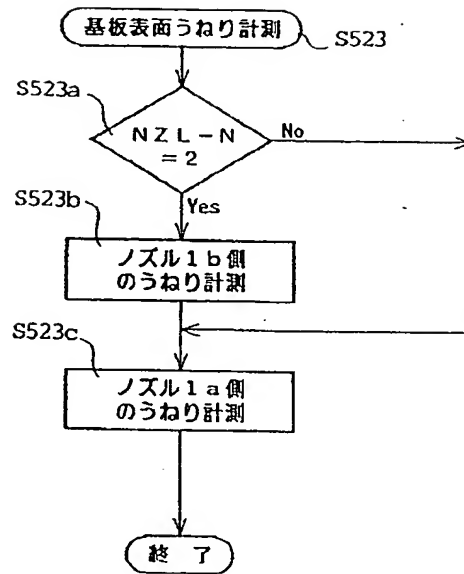 基板表面うねり計測
S523
S523a
NZL-N
=2
No
Yes
S523b
ノズル1b側
のうねり計測
S523c
ノズル1a側
のうねり計測
終了